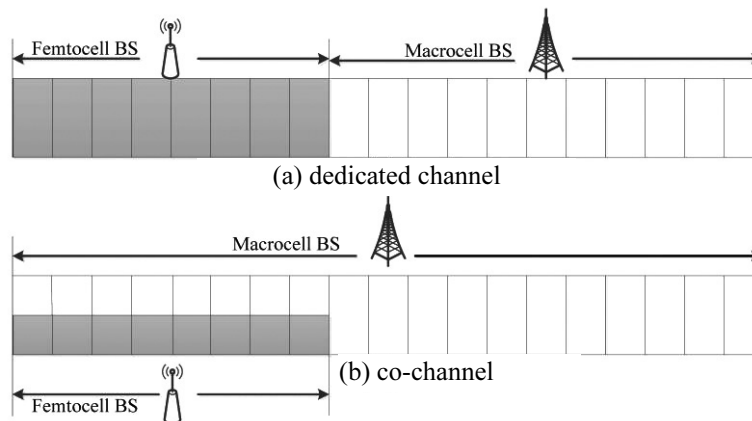 Femtocell BS
Macrocell BS
(a) dedicated channel
Macrocell BS
(b) co-channel
Femtocell BS